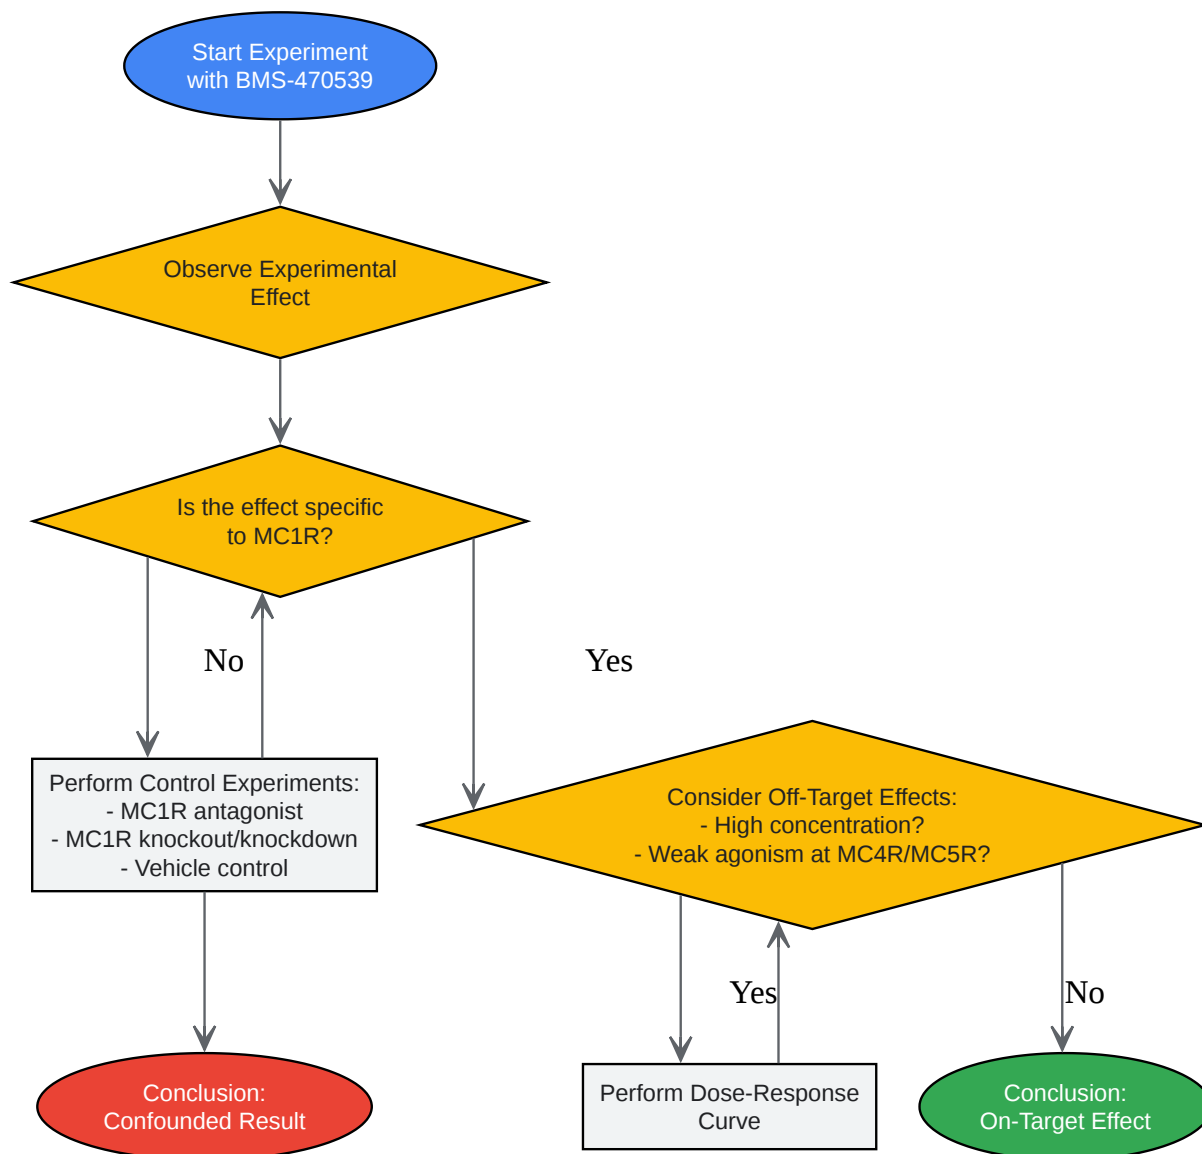 Start Experiment
with BMS-470539
Observe Experimental
Effect
Is the effect specific
to MC1R?
No
Yes
Perform Control Experiments:
- MC1R antagonist
- MC1R knockout/knockdown
- Vehicle control
Consider Off-Target Effects:
- High concentration?
- Weak agonism at MC4R/MC5R?
Yes
No
Conclusion:
Confounded Result
Perform Dose-Response
Curve
Conclusion:
On-Target Effect